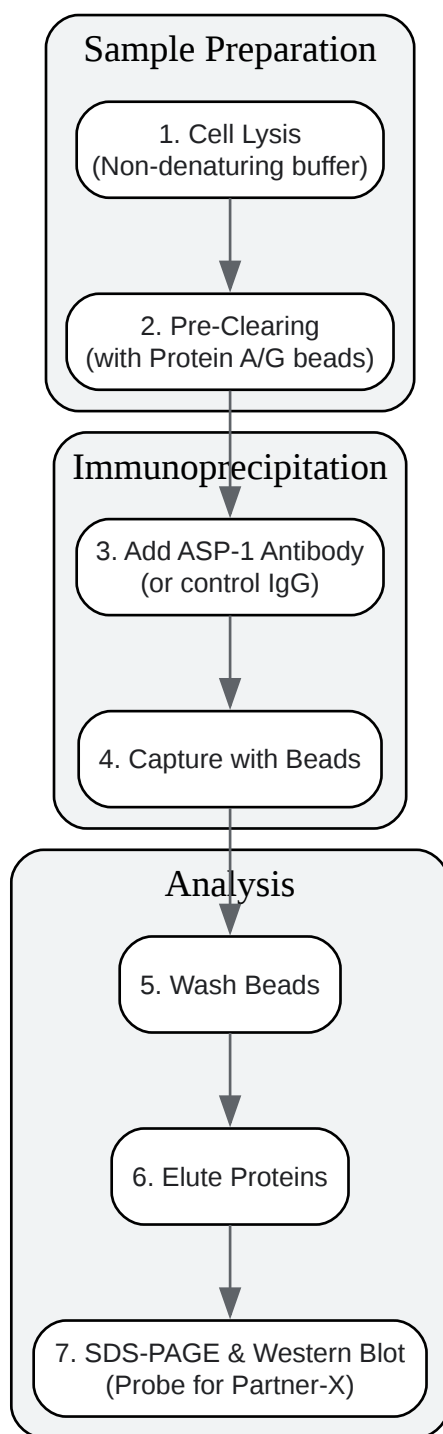 Sample Preparation
1. Cell Lysis
(Non-denaturing buffer)
2. Pre-Clearing
(with Protein A/G beads)
Immunoprecipitation
3. Add ASP-1 Antibody
(or control IgG)
4. Capture with Beads
Analysis
5. Wash Beads
6. Elute Proteins
7. SDS-PAGE & Western Blot
(Probe for Partner-X)